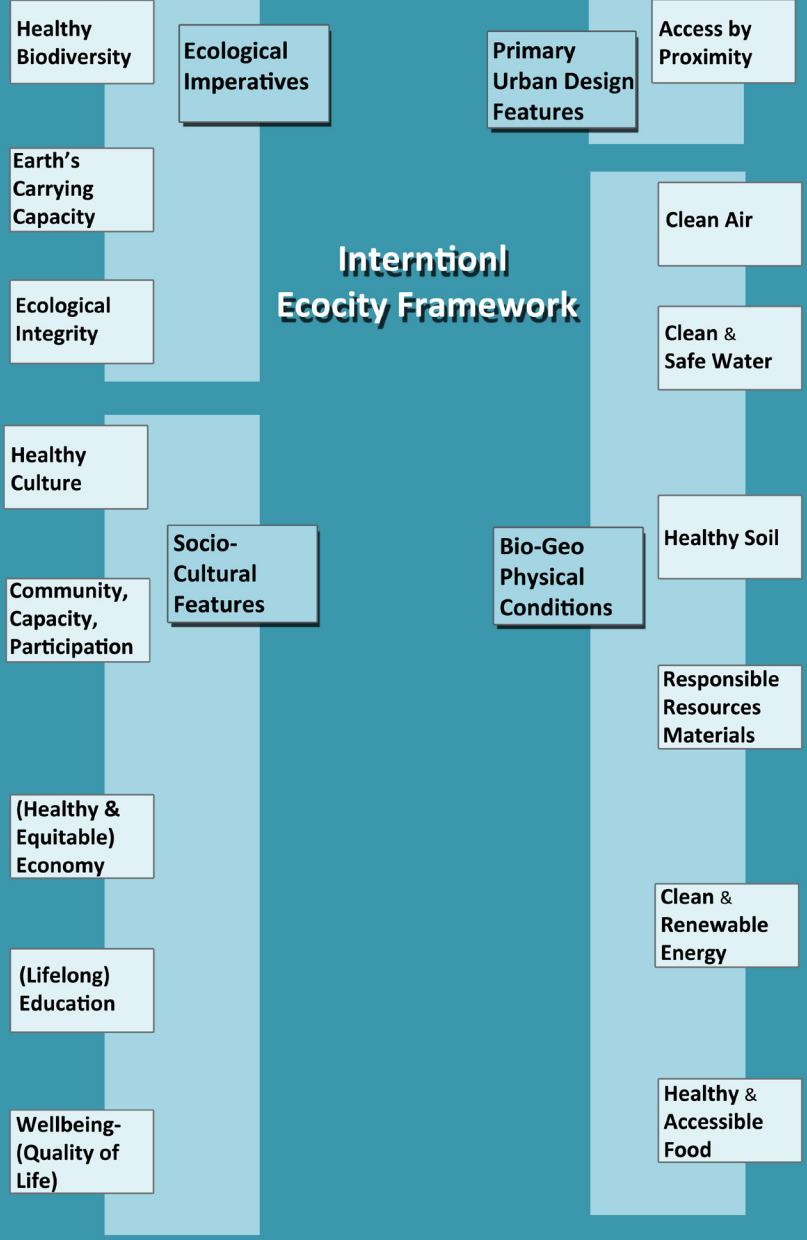 Healthy
Biodiversity
Ecological
Imperatives
Earth's
Carrying
Capacity
Ecological
Integrity
Primary
Urban Design
Features
Access by
Proximity
Interntionl
Ecocity Framework
Clean Air
Clean &
Safe Water
Healthy
Culture
Socio-
Cultural
Features
Community,
Capacity,
Participation
(Healthy &
Equitable)
Economy
(Lifelong)
Education
Wellbeing-
(Quality of
Life)
Bio-Geo
Physical
Conditions
Healthy Soil
Responsible
Resources
Materials
Clean &
Renewable
Energy
Healthy &
Accessible
Food